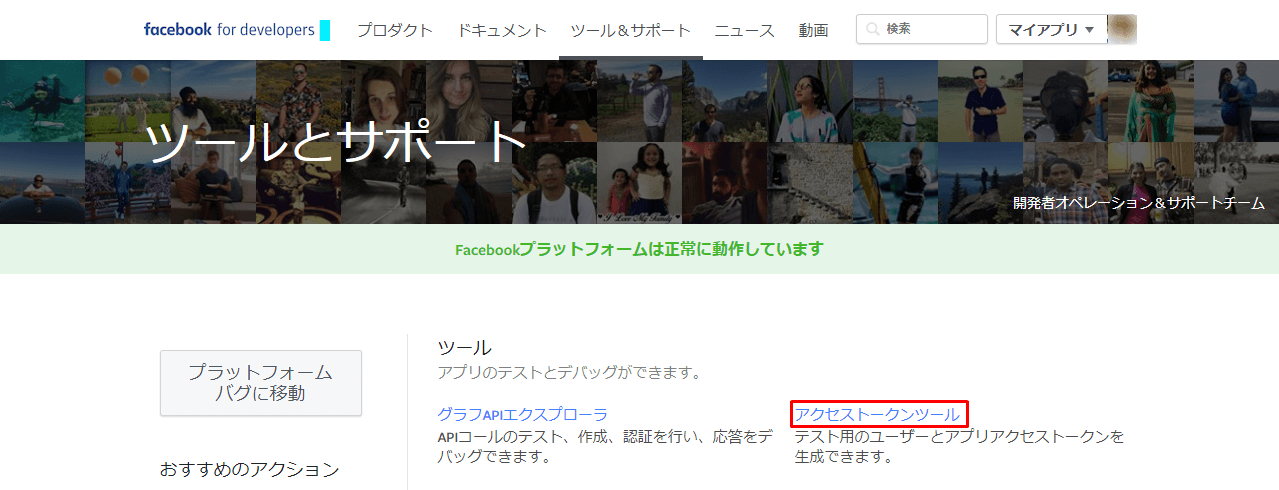 facebook for developers
プロダクト
ドキュメント
ツール＆サポート
ニュース
動画
検索
マイアプリ
ツールとサポート
I Love My Family
開発者オペレーション＆サポートチーム
Facebookプラットフォームは正常に動作しています
プラットフォーム
バグに移動
おすすめのアクション
ツール
アプリのテストとデバッグができます。
グラフAPIエクスプローラ
APIコールのテスト、作成、認証を行い、応答をデ
バッグできます。
アクセストークンツール
テスト用のユーザーとアプリアクセストークンを
生成できます。